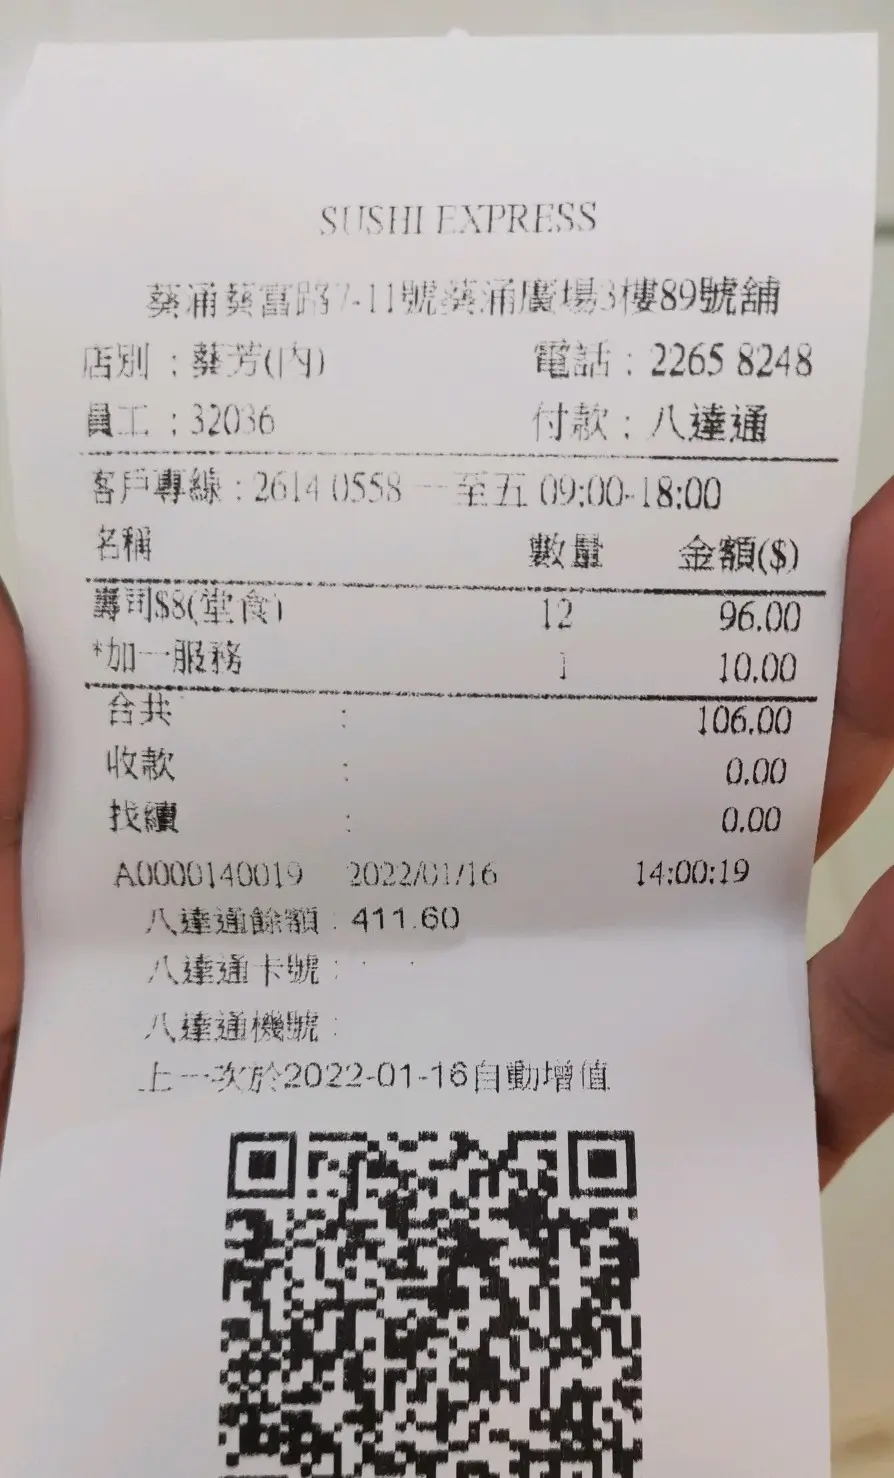 SUSHI EXPRESS
葵涌葵富路7-11號葵涌廣場3樓89號舖
店別：葵芳(內) 電話：2265 8248
員工：32036 付款：八達通
客戶專線：2614 0558 一至五 09:00-18:00
名稱 數量 金額($)
壽司$8(堂食) 12 96.00
*加一服務 1 10.00
合共 : 106.00
收款 : 0.00
找續 : 0.00
A0000140019 2022/01/16 14:00:19
八達通餘額：411.60
八達通卡號：
八達通機號：
上一次於2022-01-16自動增值